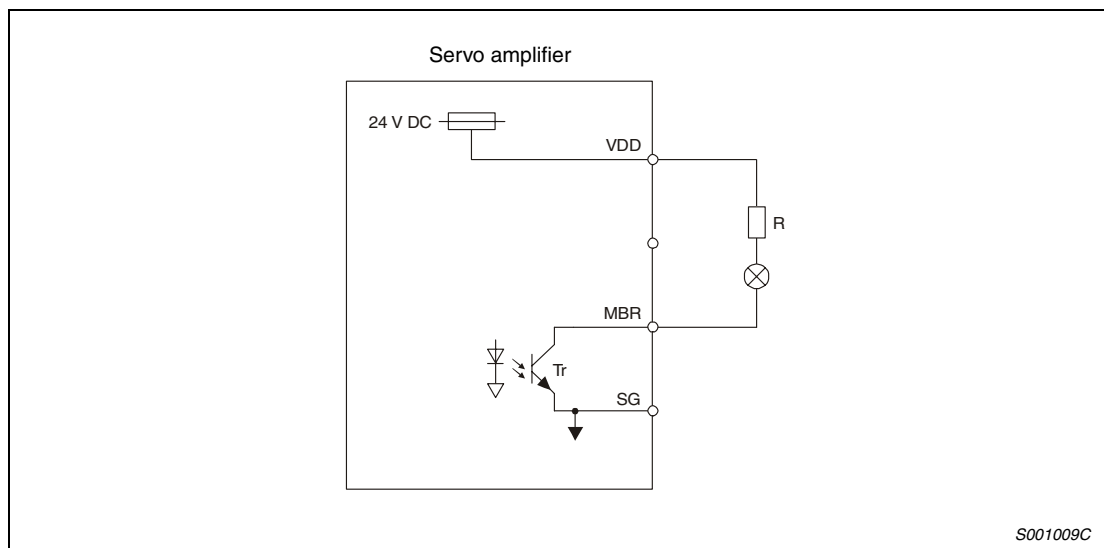 Servo amplifier
24 V DC
VDD
R
MBR
Tr
SG
S001009C